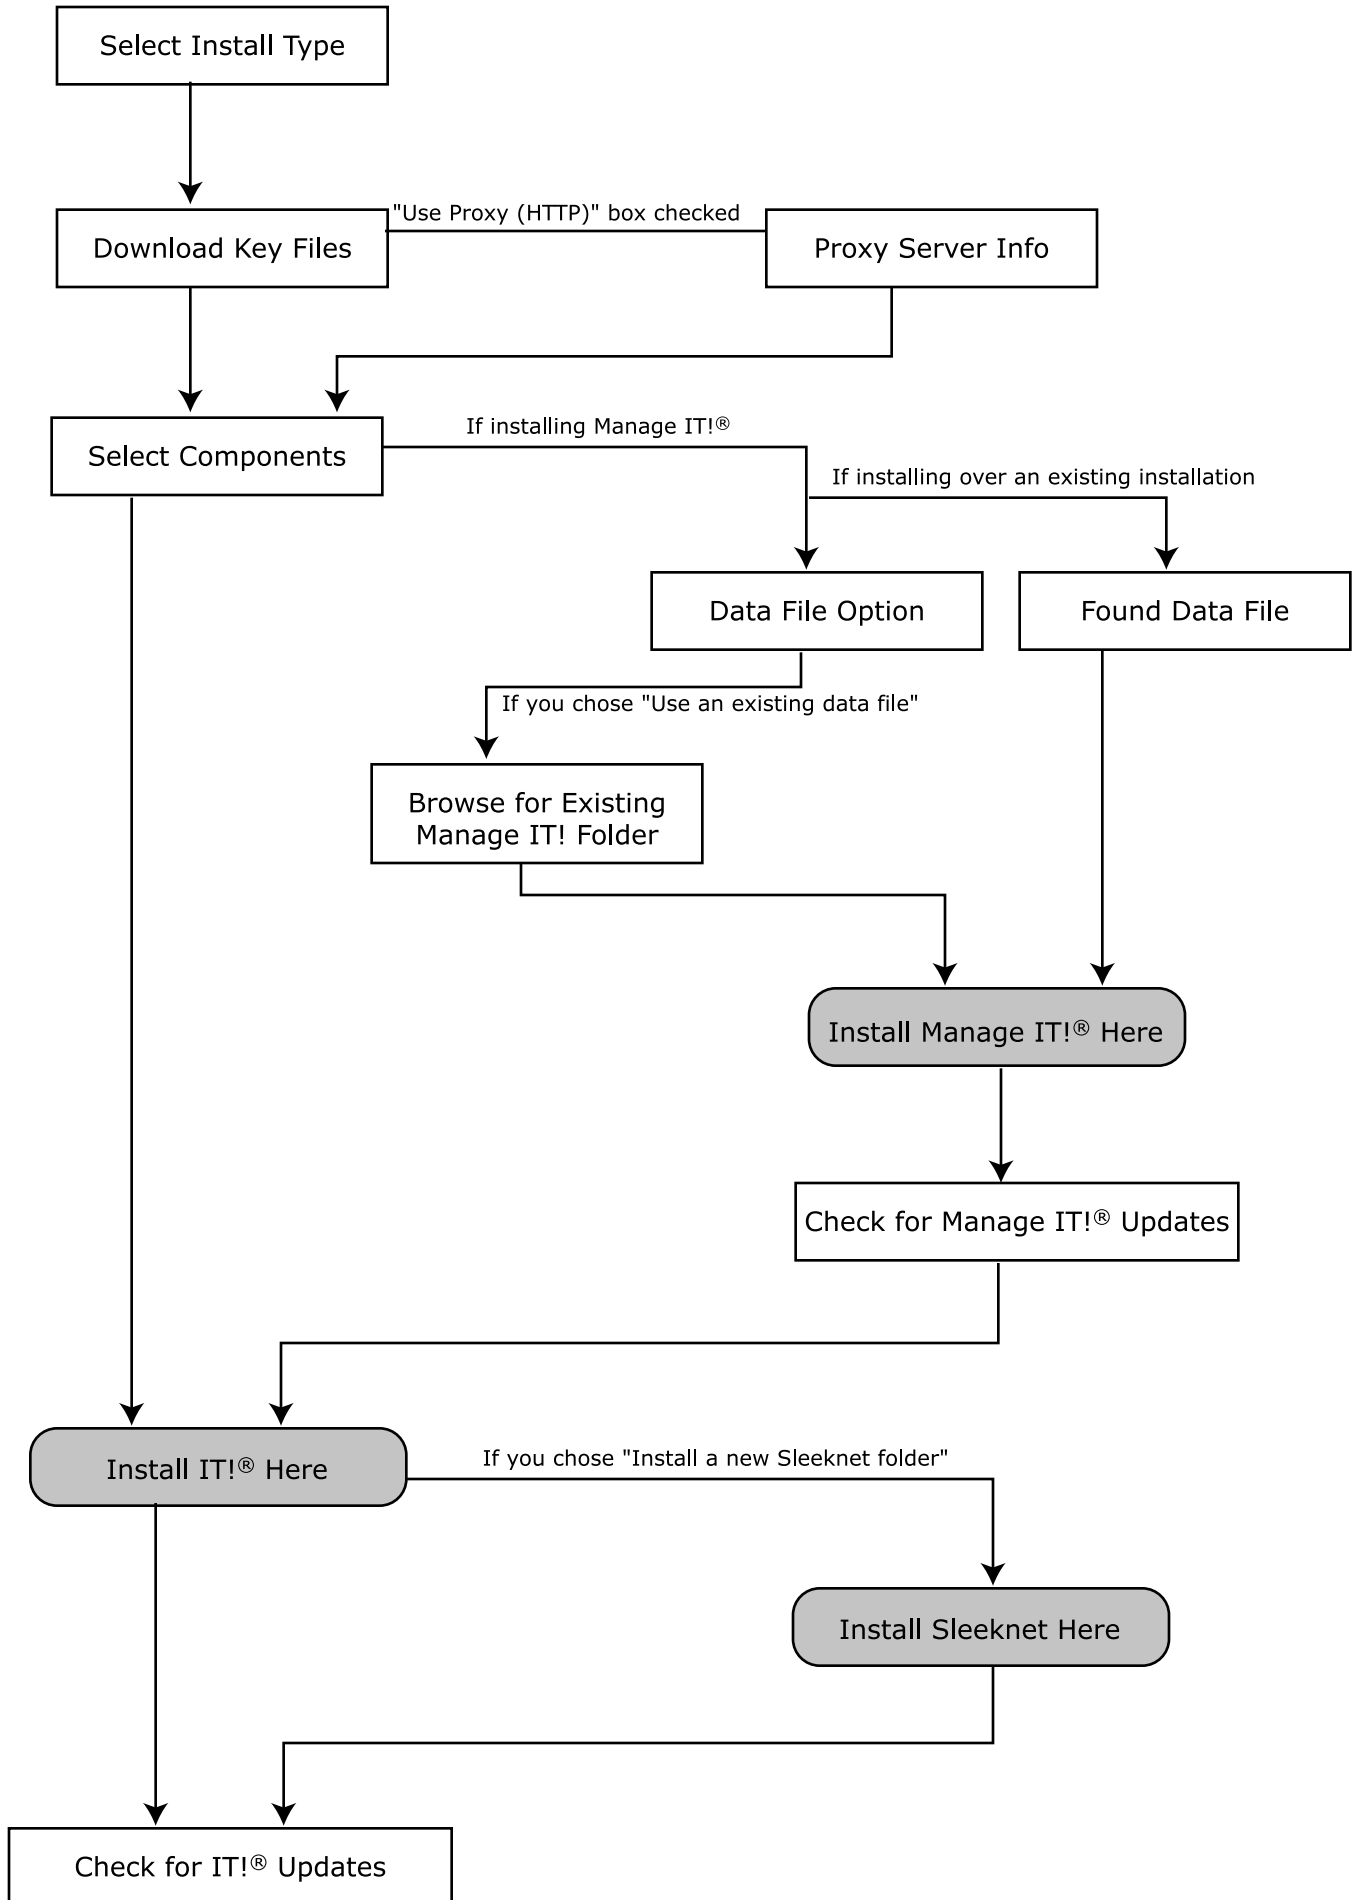 Select Install Type
Download Key Files
"Use Proxy (HTTP)" box checked
Proxy Server Info
Select Components
If installing Manage IT!®
If installing over an existing installation
Data File Option
Found Data File
If you chose "Use an existing data file"
Browse for Existing
Manage IT! Folder
Install Manage IT!® Here
Check for Manage IT!® Updates
Install IT!® Here
If you chose "Install a new Sleeknet folder"
Install Sleeknet Here
Check for IT!® Updates